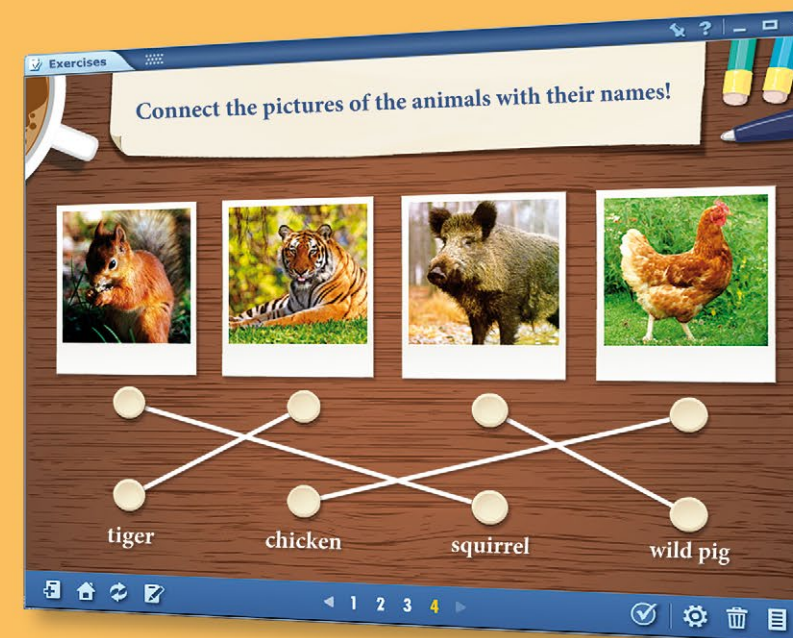 Exercises
?
Connect the pictures of the animals with their names!
tiger chicken squirrel wild pig
1 2 3 4